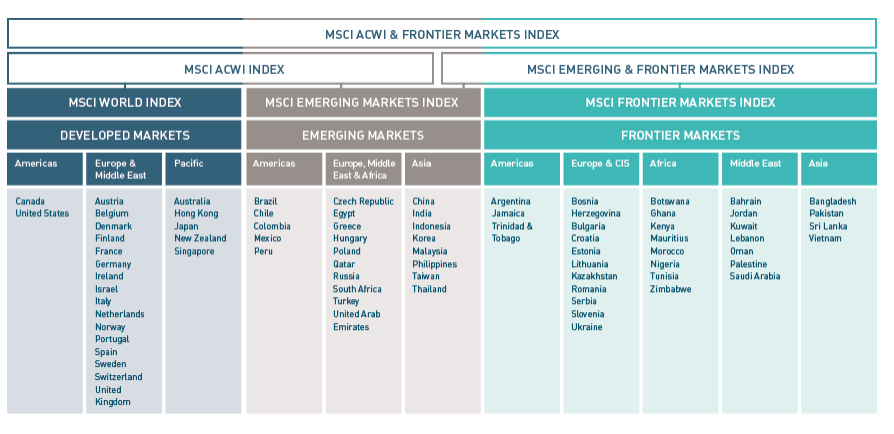 MSCI ACWI & FRONTIER MARKETS INDEX
MSCI ACWI INDEX
MSCI EMERGING & FRONTIER MARKETS INDEX
MSCI WORLD INDEX
MSCI EMERGING MARKETS INDEX
MSCI FRONTIER MARKETS INDEX
DEVELOPED MARKETS
EMERGING MARKETS
FRONTIER MARKETS
Americas
Canada
United States
Europe &
Middle East
Austria
Belgium
Denmark
Finland
France
Germany
Ireland
Israel
Italy
Netherlands
Norway
Portugal
Spain
Sweden
Switzerland
United
Kingdom
Pacific
Australia
Hong Kong
Japan
New Zealand
Singapore
Americas
Brazil
Chile
Colombia
Mexico
Peru
Europe, Middle
East & Africa
Czech Republic
Egypt
Greece
Hungary
Poland
Qatar
Russia
South Africa
Turkey
United Arab
Emirates
Asia
China
India
Indonesia
Korea
Malaysia
Philippines
Taiwan
Thailand
Americas
Argentina
Jamaica
Trinidad &
Tobago
Europe & CIS
Bosnia
Herzegovina
Bulgaria
Croatia
Estonia
Lithuania
Kazakhstan
Romania
Serbia
Slovenia
Ukraine
Africa
Botswana
Ghana
Kenya
Mauritius
Morocco
Nigeria
Tunisia
Zimbabwe
Middle East
Bahrain
Jordan
Kuwait
Lebanon
Oman
Palestine
Saudi Arabia
Asia
Bangladesh
Pakistan
Sri Lanka
Vietnam